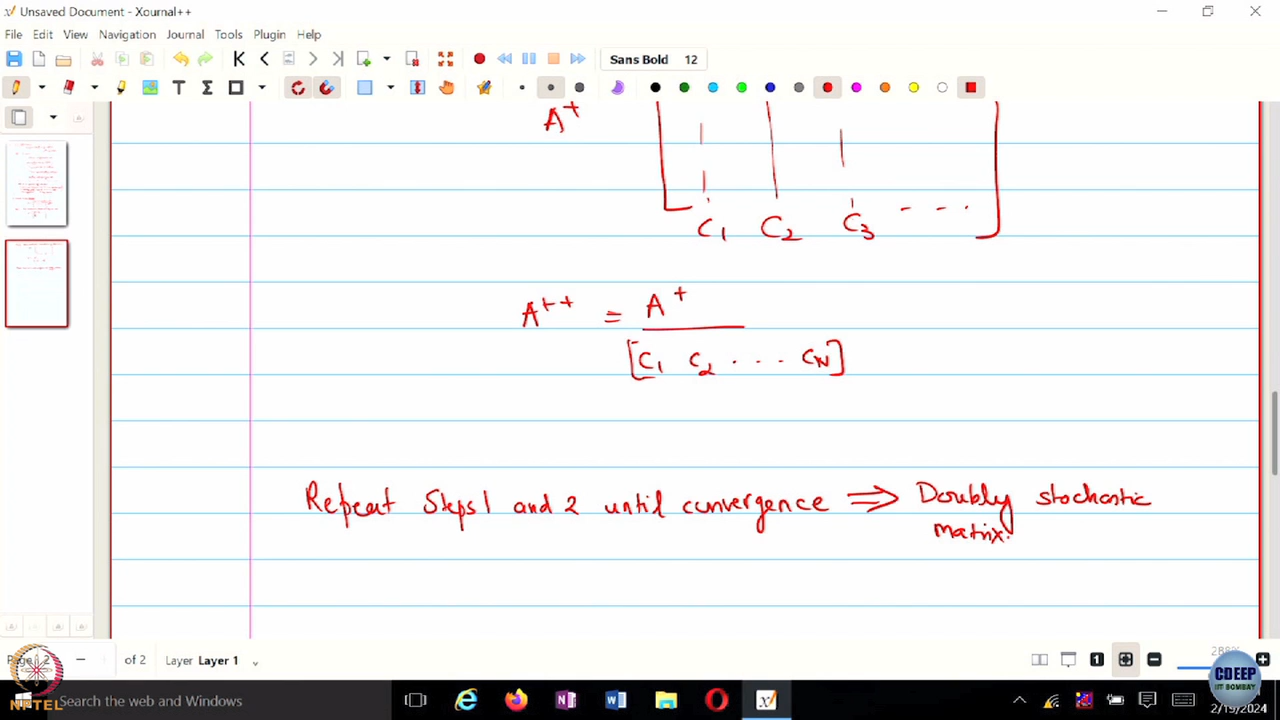 Unsaved Document - Xournal++
File Edit View Navigation Journal Tools Plugin Help
Sans Bold 12
A+
C1 C2 C3 - - -
A++ = A+
[C1 C2 . . . CN]
Repeat Steps 1 and 2 until convergence ⇒ Doubly stochastic
matrix.
of 2 Layer Layer 1
288%
Search the web and Windows
NPTEL
CDEEP
IIT BOMBAY
2/19/2024